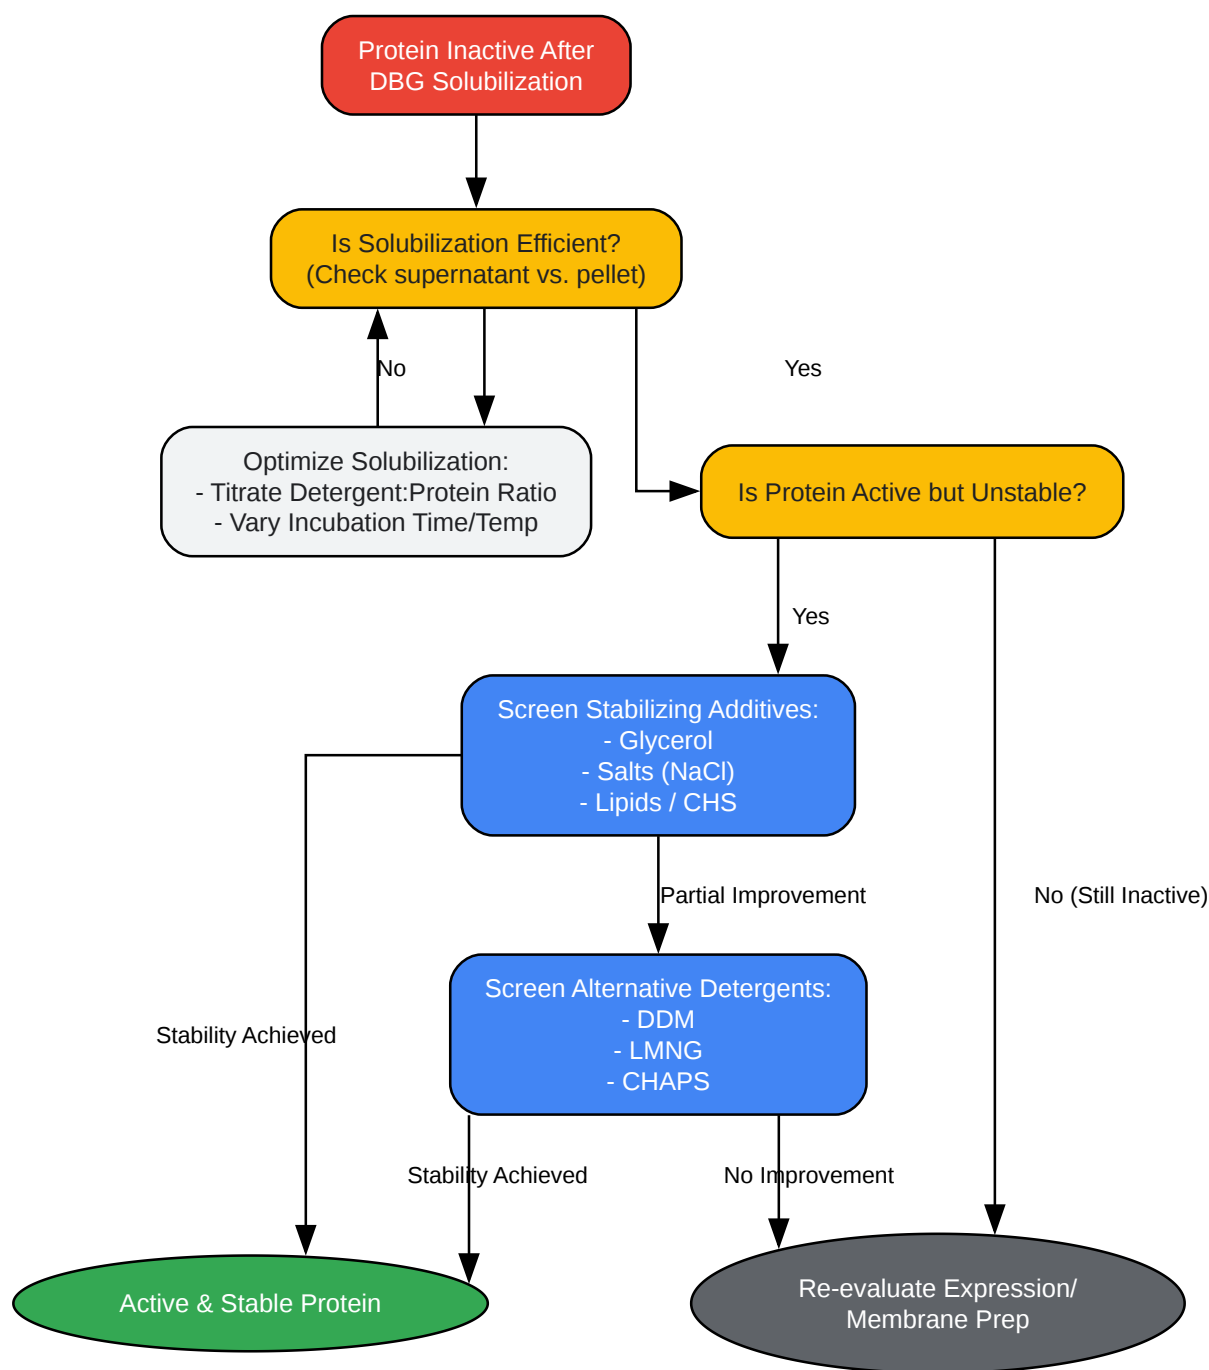 Protein Inactive After
DBG Solubilization
Is Solubilization Efficient?
(Check supernatant vs. pellet)
No
Yes
Optimize Solubilization:
- Titrate Detergent:Protein Ratio
- Vary Incubation Time/Temp
Is Protein Active but Unstable?
Yes
Screen Stabilizing Additives:
- Glycerol
- Salts (NaCl)
- Lipids / CHS
Partial Improvement
No (Still Inactive)
Screen Alternative Detergents:
- DDM
- LMNG
- CHAPS
Stability Achieved
Stability Achieved
No Improvement
Active & Stable Protein
Re-evaluate Expression/
Membrane Prep